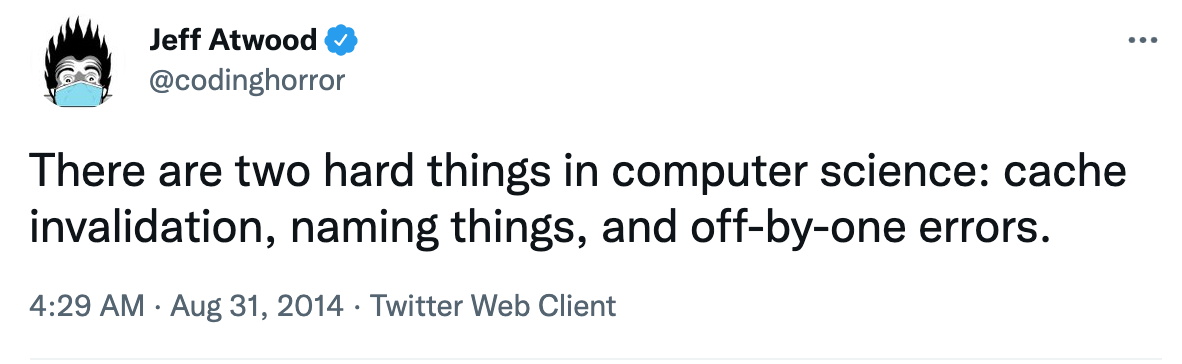 Jeff Atwood
@codinghorror
There are two hard things in computer science: cache
invalidation, naming things, and off-by-one errors.
4:29 AM · Aug 31, 2014 · Twitter Web Client